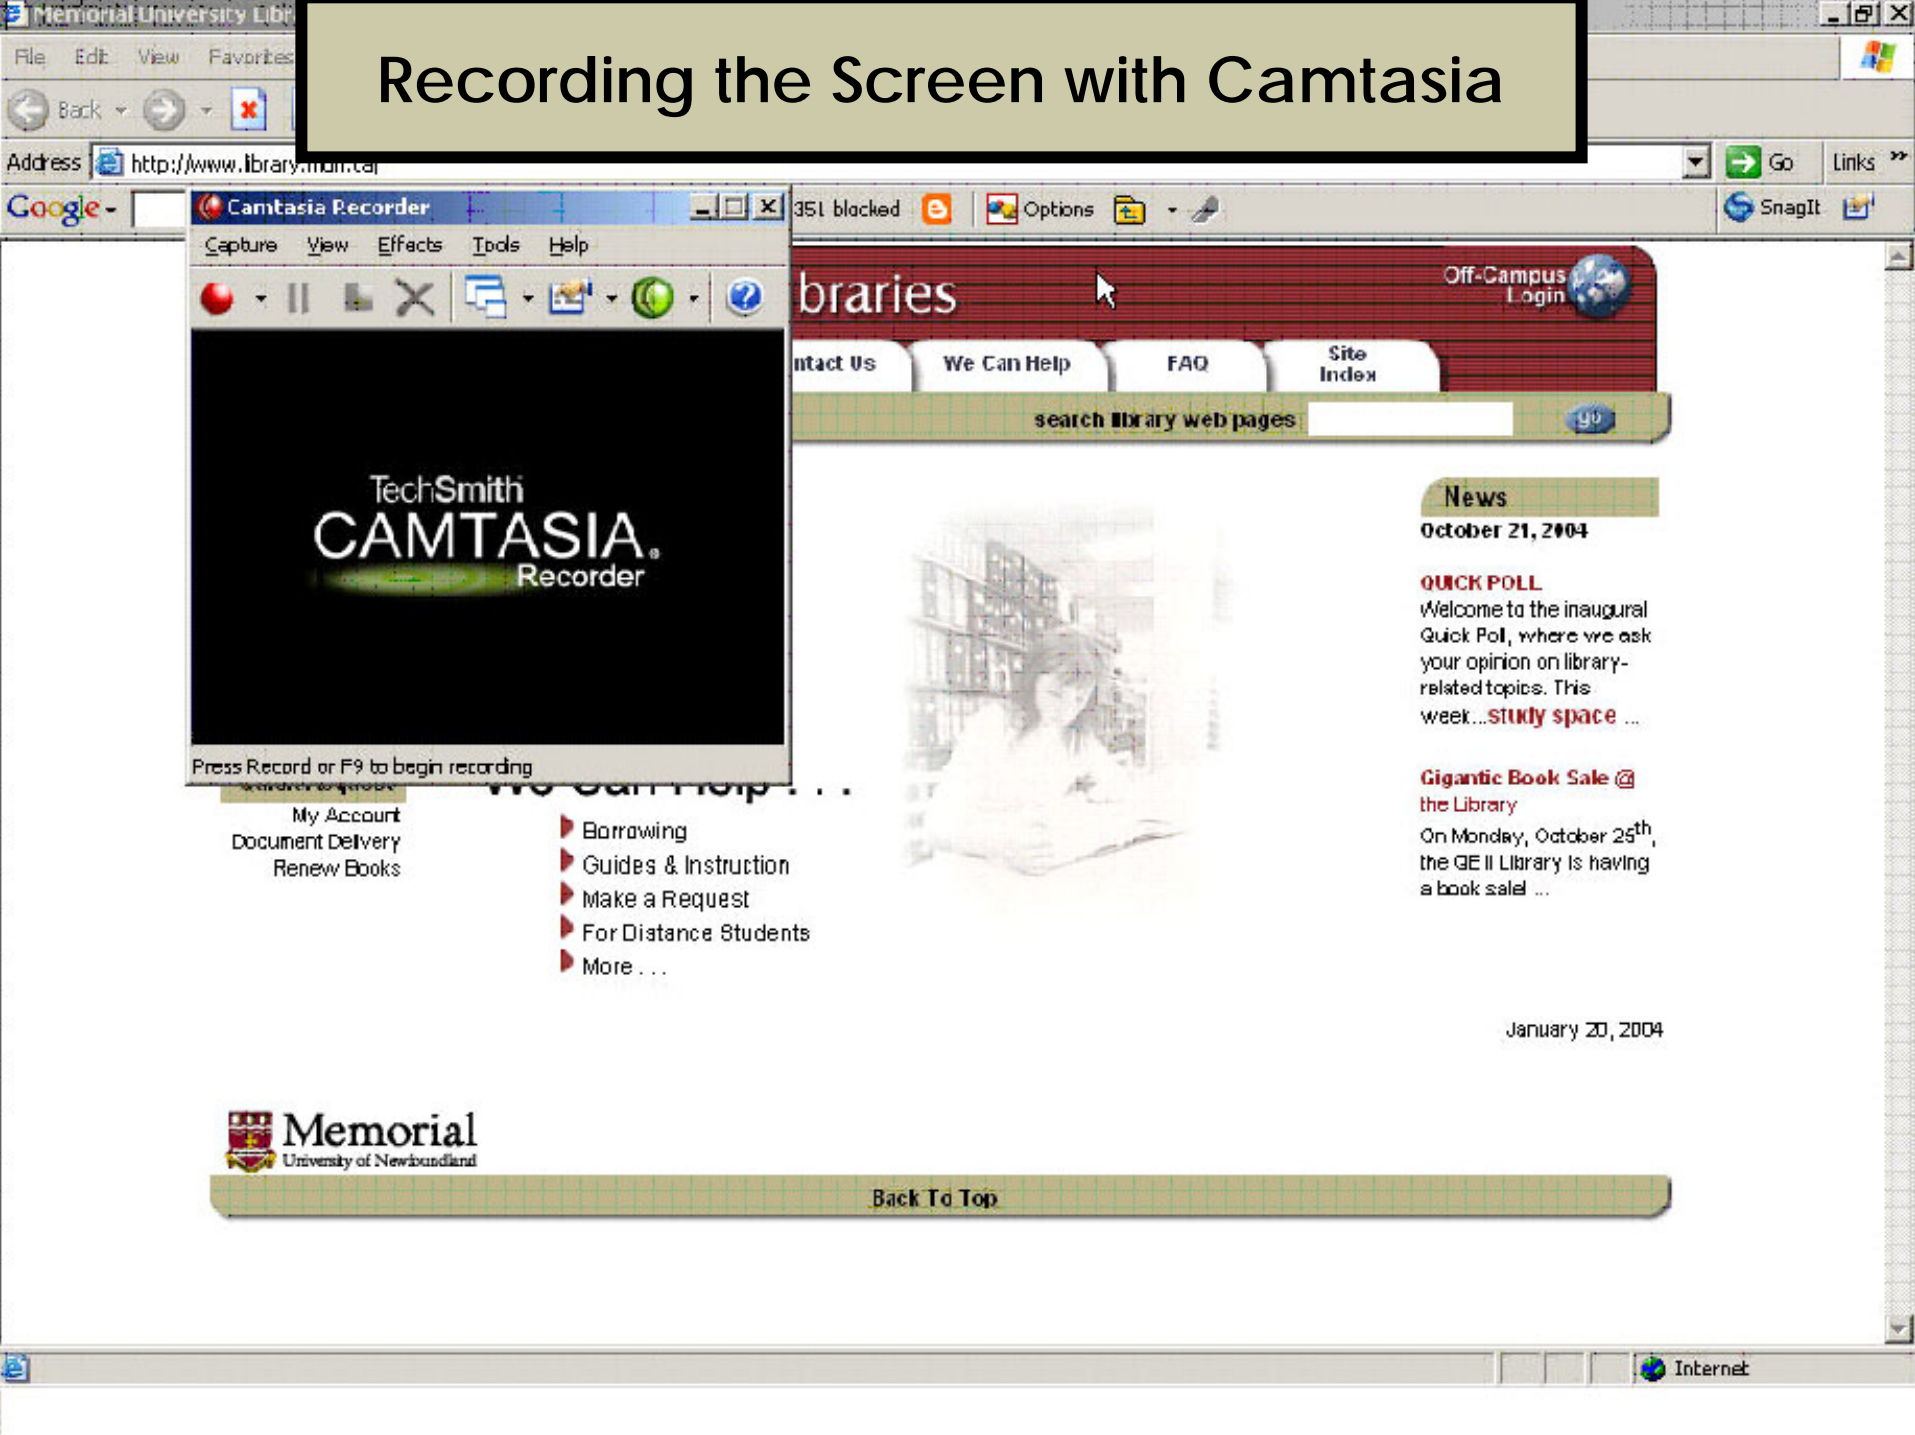 Memorial University
Recording the Screen with Camtasia
File Edit View Favorites
Back
Address http://www.library.mun.ca/
Go Links »
Google
Camtasia Recorder
351 blocked
Options
SnagIt
Capture View Effects Tools Help
braries
Off-Campus
Login
ntact Us
We Can Help
FAQ
Site
Index
search library web pages
go
TechSmith
CAMTASIA®
Recorder
Press Record or F9 to begin recording
News
October 21, 2004
QUICK POLL
Welcome to the inaugural
Quick Poll, where we ask
your opinion on library-
related topics. This
week...study space ...
Gigantic Book Sale @
the Library
On Monday, October 25th,
the QE II Library is having
a book sale! ...
My Account
Document Delivery
Renew Books
We Can Help . . .
Borrowing
Guides & Instruction
Make a Request
For Distance Students
More . . .
January 20, 2004
Memorial
University of Newfoundland
Back To Top
Internet